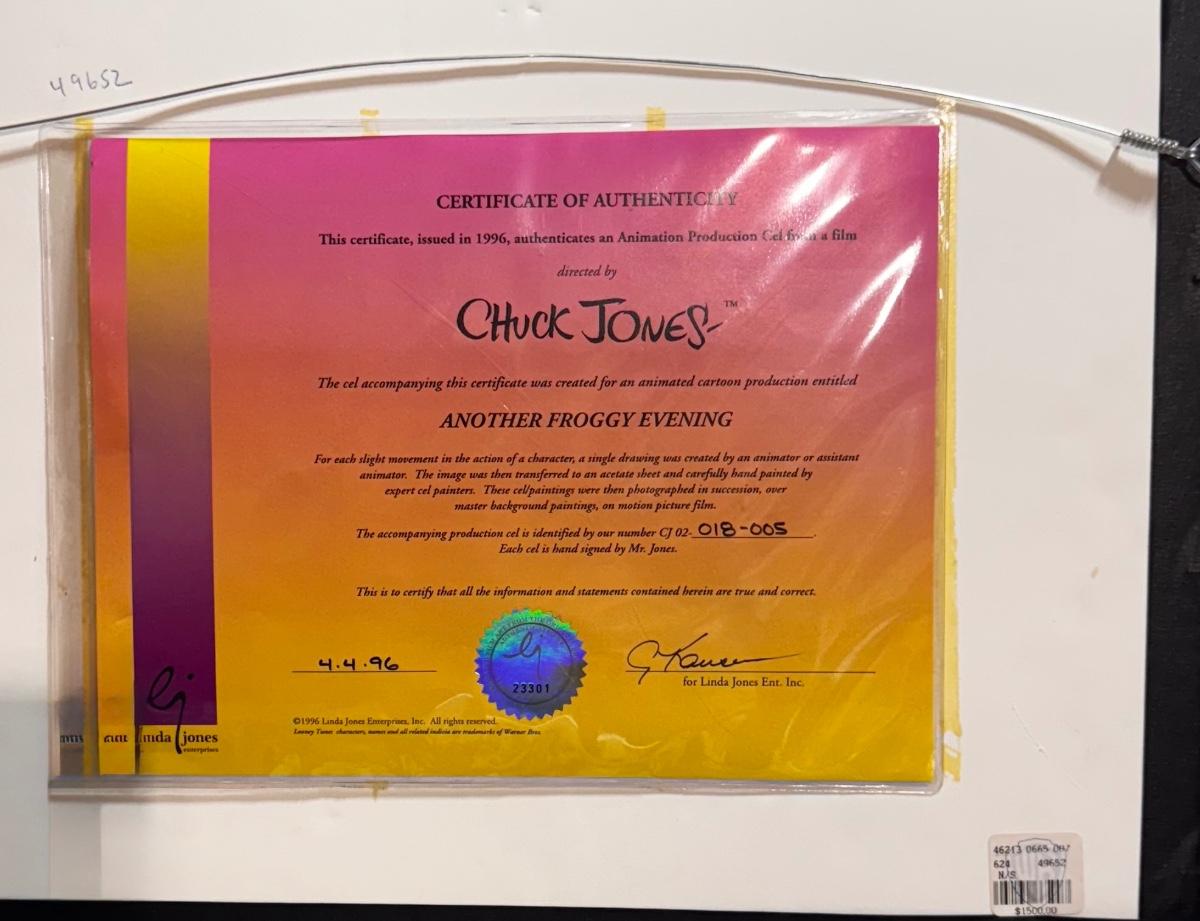 49652
CERTIFICATE OF AUTHENTICITY
This certificate, issued in 1996, authenticates an Animation Production Cel from a film
directed by
CHUCK JONES ™
The cel accompanying this certificate was created for an animated cartoon production entitled
ANOTHER FROGGY EVENING
For each slight movement in the action of a character, a single drawing was created by an animator or assistant
animator. The image was then transferred to an acetate sheet and carefully hand painted by
expert cel painters. These cel/paintings were then photographed in succession, over
master background paintings, on motion picture film.
The accompanying production cel is identified by our number CJ 02- 018-005 .
Each cel is hand signed by Mr. Jones.
This is to certify that all the information and statements contained herein are true and correct.
4.4.96
lj
23301
for Linda Jones Ent. Inc.
©1996 Linda Jones Enterprises, Inc. All rights reserved.
Looney Tunes characters, names and all related indicia are trademarks of Warner Bros.
lj
linda jones
enterprises
46213 0665
624 49652
N/S
$1500.00